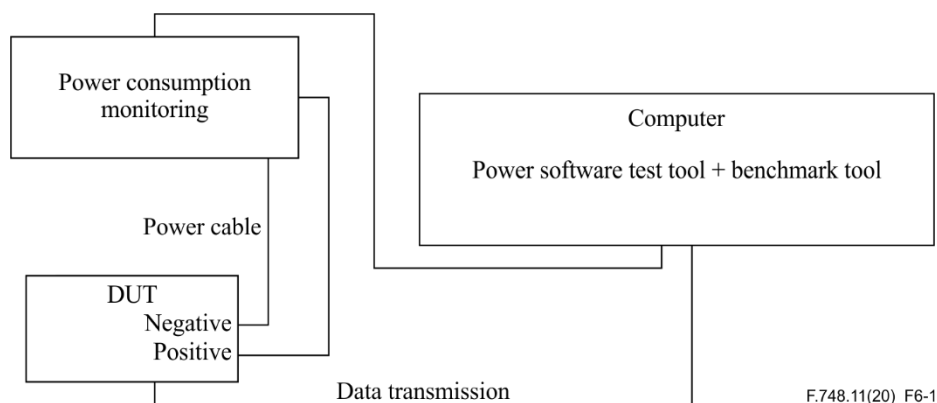 Power consumption
monitoring
Computer
Power software test tool + benchmark tool
Power cable
DUT
Negative
Positive
Data transmission
F.748.11(20)_F6-1